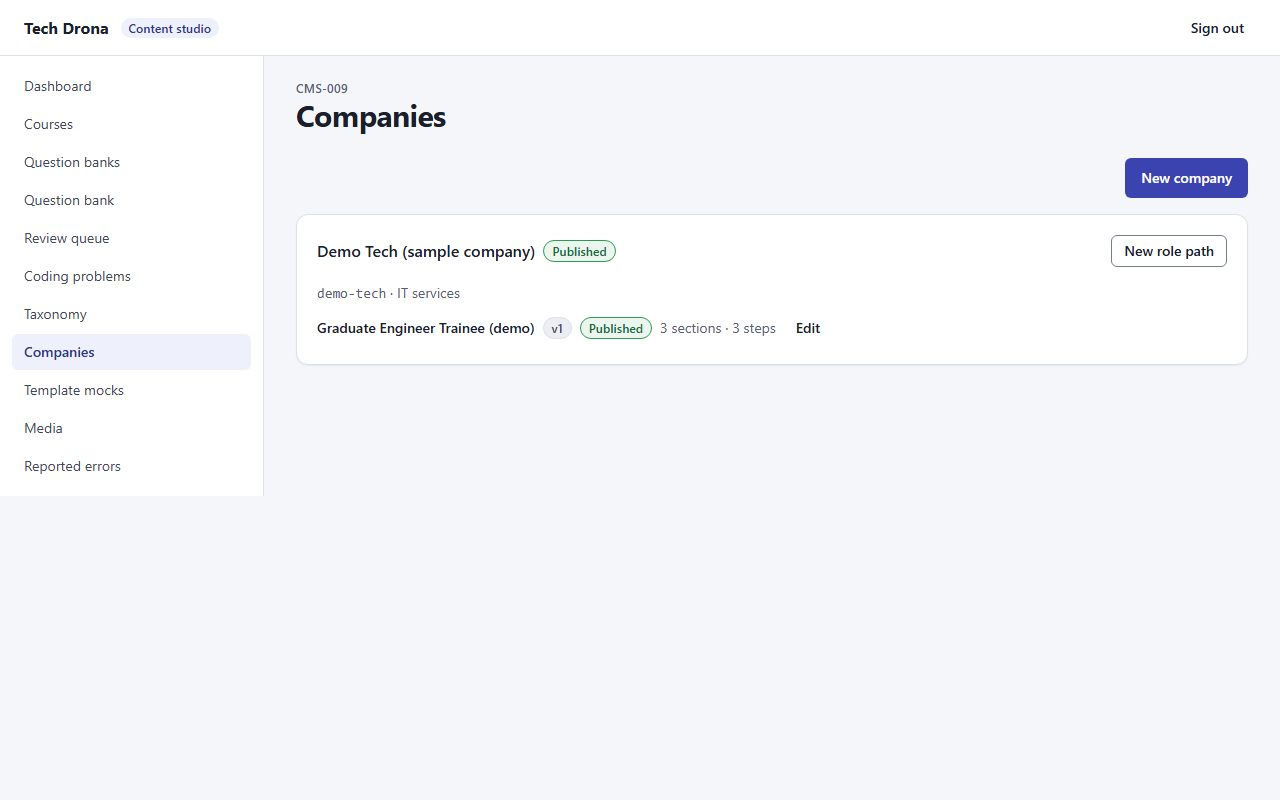 Tech Drona Content studio Sign out
Dashboard
Courses
Question banks
Question bank
Review queue
Coding problems
Taxonomy
Companies
Template mocks
Media
Reported errors
CMS-009
Companies
New company
Demo Tech (sample company) Published New role path
demo-tech · IT services
Graduate Engineer Trainee (demo) v1 Published 3 sections · 3 steps Edit